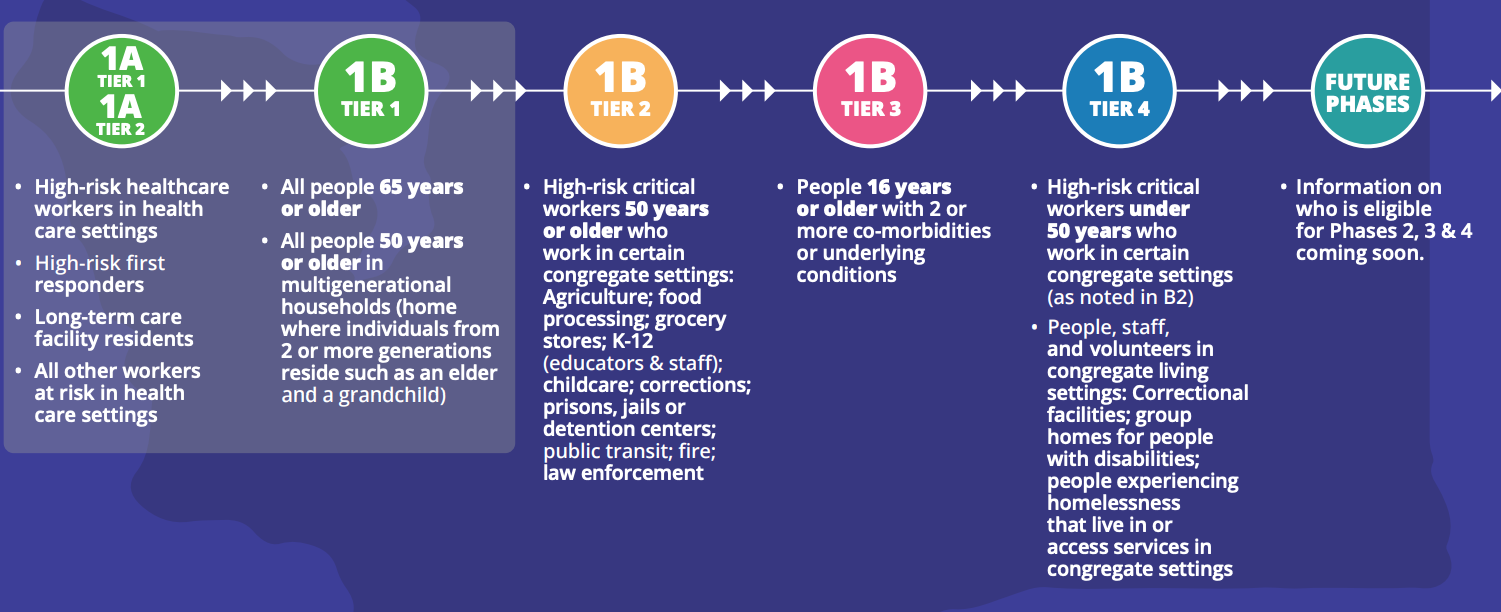 1A
TIER 1
1A
TIER 2
• High-risk healthcare
workers in health
care settings
• High-risk first
responders
• Long-term care
facility residents
• All other workers
at risk in health
care settings
1B
TIER 1
• All people 65 years
or older
• All people 50 years
or older in
multigenerational
households (home
where individuals from
2 or more generations
reside such as an elder
and a grandchild)
1B
TIER 2
• High-risk critical
workers 50 years
or older who
work in certain
congregate settings:
Agriculture; food
processing; grocery
stores; K-12
(educators & staff);
childcare; corrections;
prisons, jails or
detention centers;
public transit; fire;
law enforcement
1B
TIER 3
• People 16 years
or older with 2 or
more co-morbidities
or underlying
conditions
1B
TIER 4
• High-risk critical
workers under
50 years who
work in certain
congregate settings
(as noted in B2)
• People, staff,
and volunteers in
congregate living
settings: Correctional
facilities; group
homes for people
with disabilities;
people experiencing
homelessness
that live in or
access services in
congregate settings
FUTURE
PHASES
• Information on
who is eligible
for Phases 2, 3 & 4
coming soon.